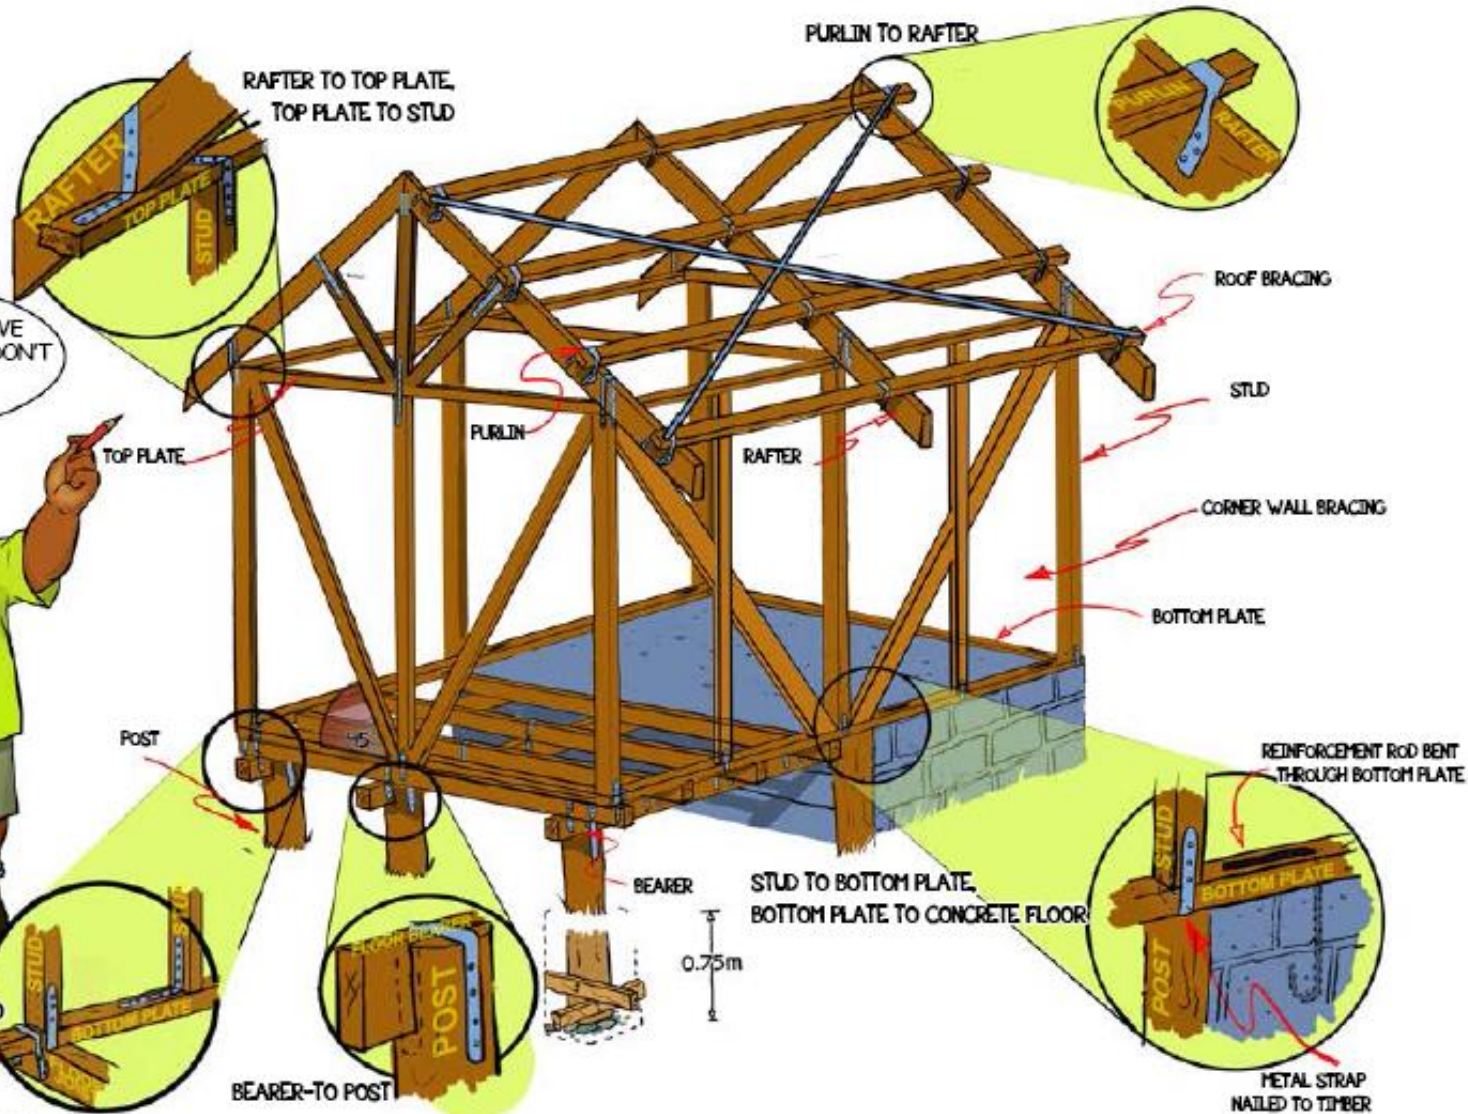 PURLIN TO RAFTER
RAFTER TO TOP PLATE,
TOP PLATE TO STUD
PURLIN
RAFTER
RAFTER
TOP PLATE
STUD
ROOF BRACING
VE
DON'T
STUD
PURLIN
RAFTER
TOP PLATE
CORNER WALL BRACING
BOTTOM PLATE
POST
45
REINFORCEMENT ROD BENT
THROUGH BOTTOM PLATE
BEARER
STUD TO BOTTOM PLATE,
BOTTOM PLATE TO CONCRETE FLOOR
0.75m
STUD
BOTTOM PLATE
POST
STUD
STUD
BOTTOM PLATE
FLOOR BEARER
POST
BEARER-TO POST
METAL STRAP
NAILED TO TIMBER